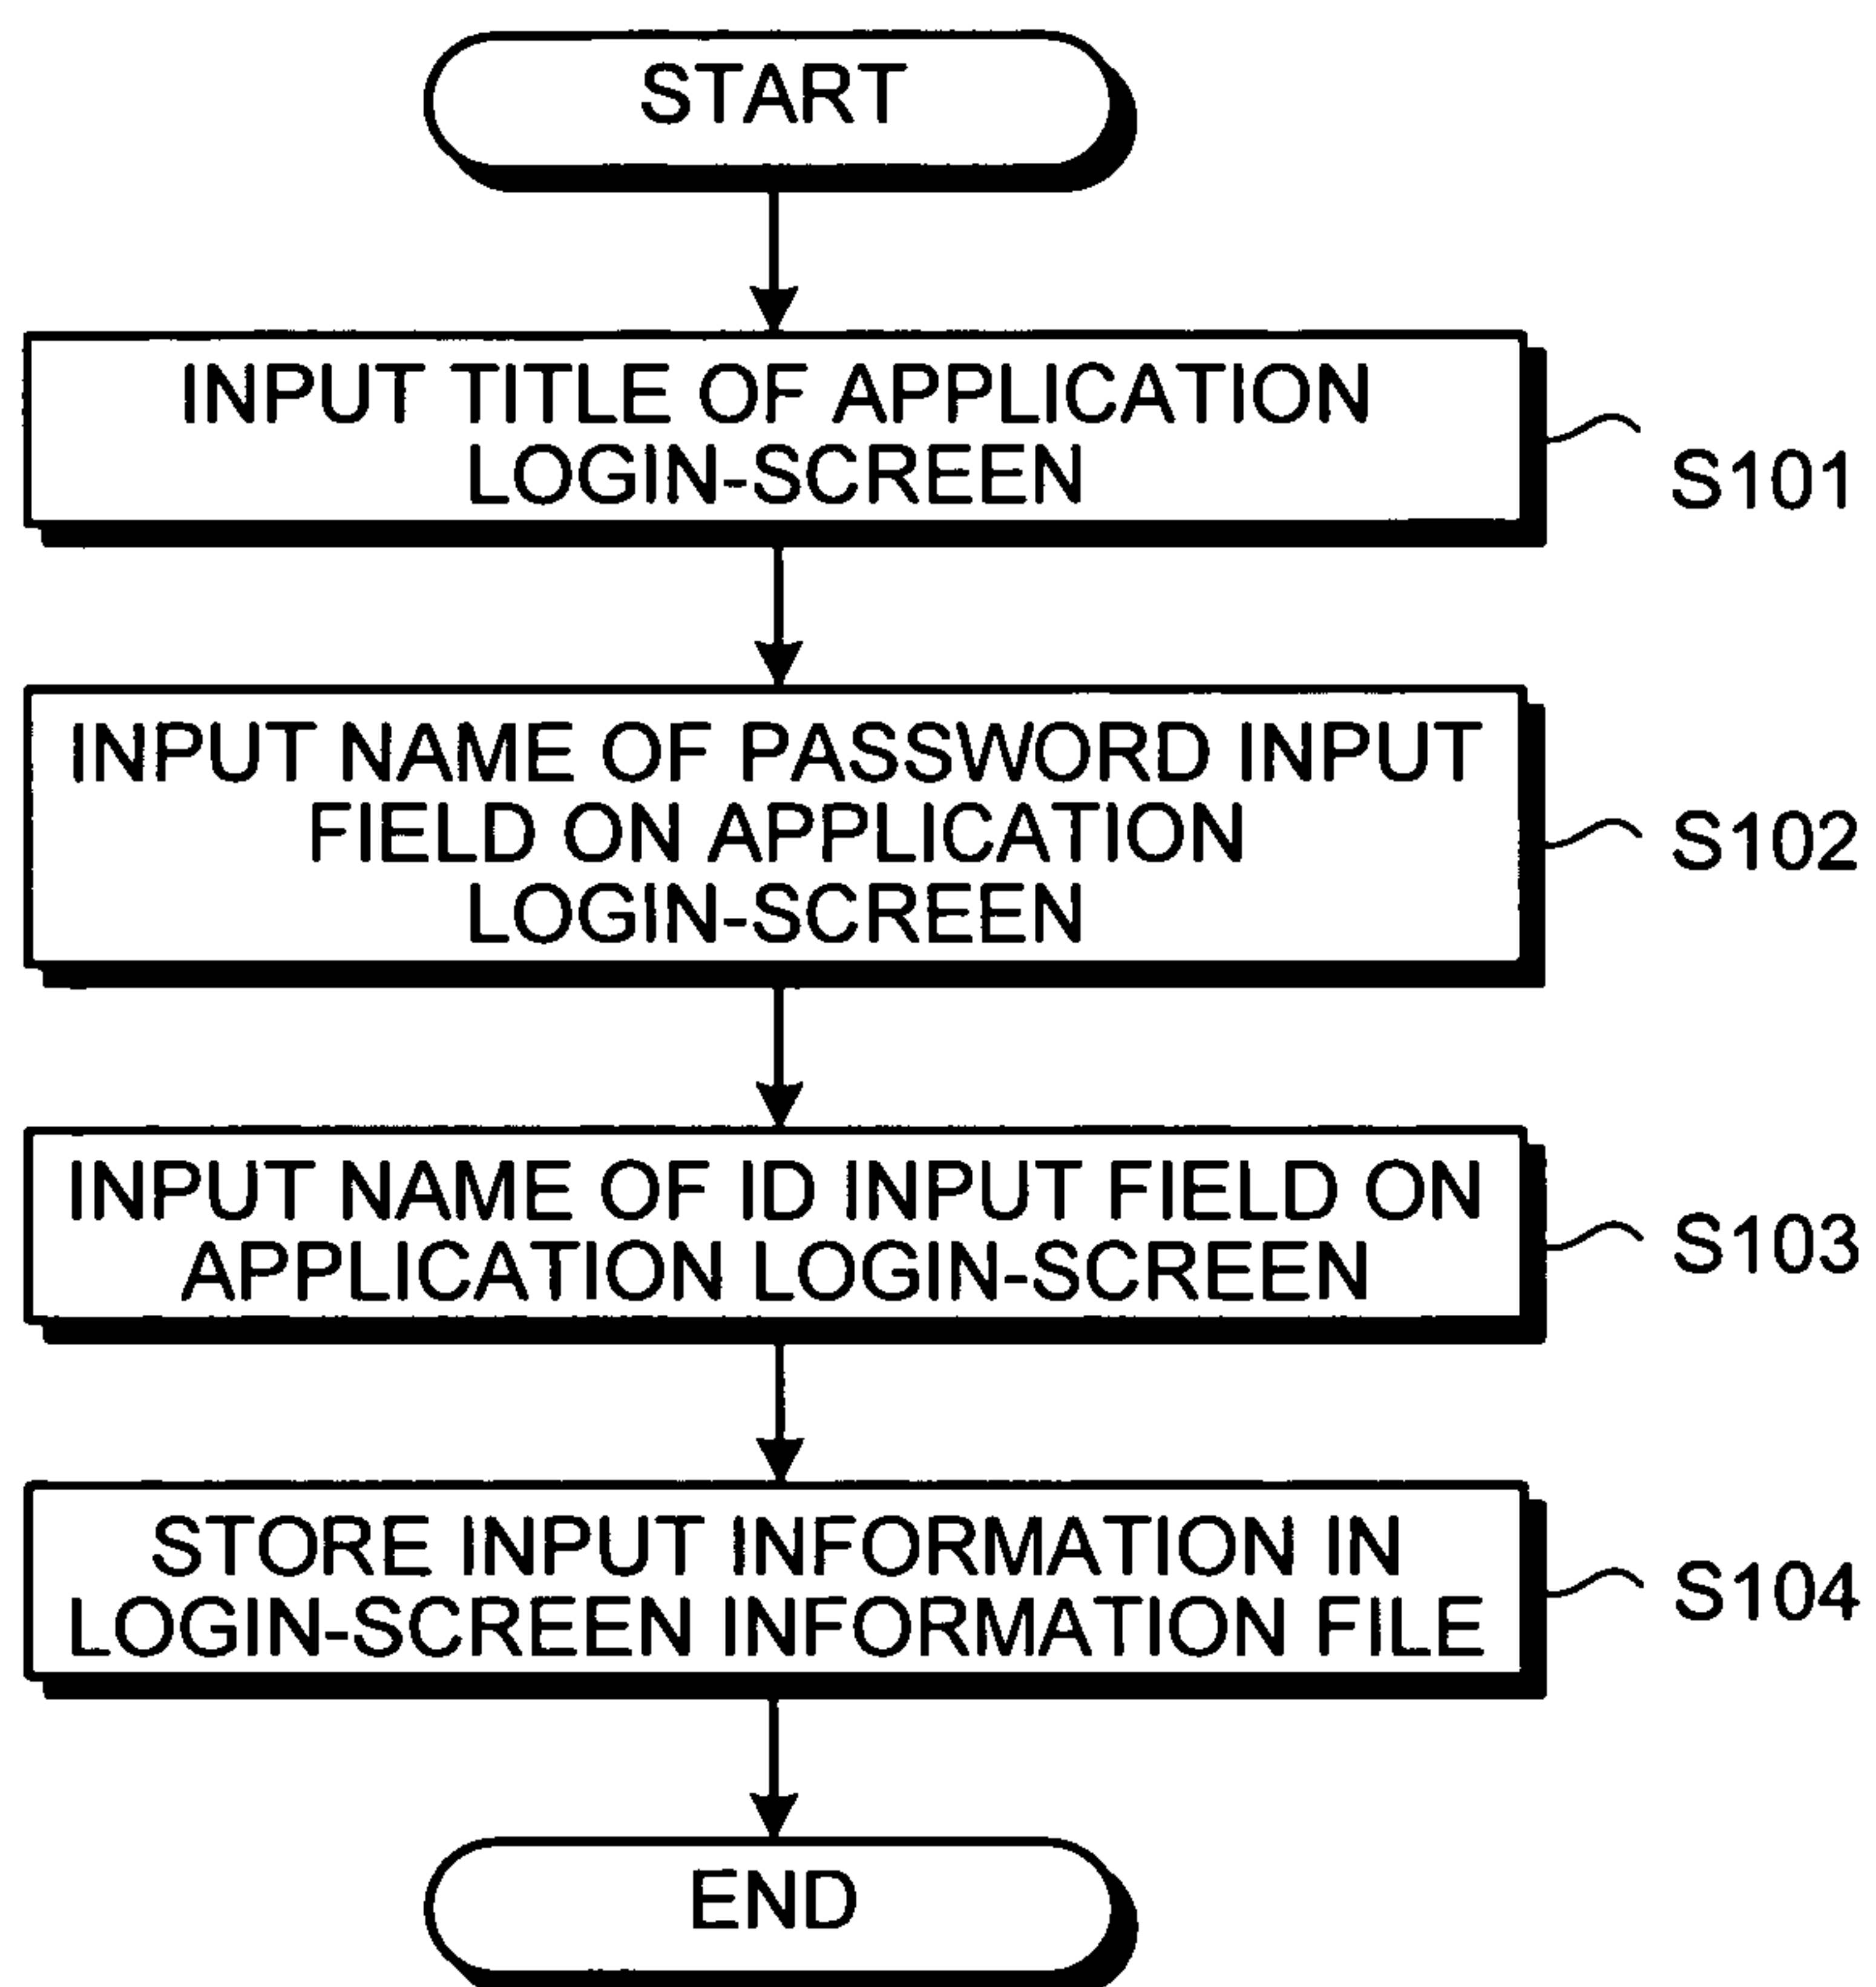 START
INPUT TITLE OF APPLICATION
LOGIN-SCREEN
S101
INPUT NAME OF PASSWORD INPUT
FIELD ON APPLICATION
LOGIN-SCREEN
S102
INPUT NAME OF ID INPUT FIELD ON
APPLICATION LOGIN-SCREEN
S103
STORE INPUT INFORMATION IN
LOGIN-SCREEN INFORMATION FILE
S104
END